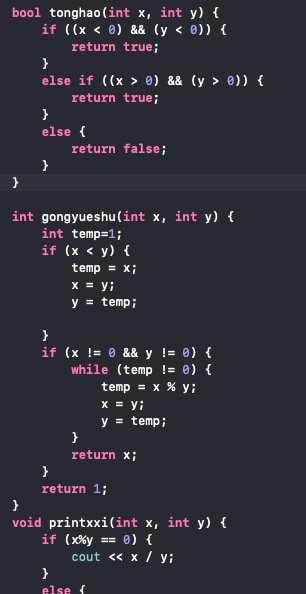 bool tonghao(int x, int y) {
    if ((x < 0) && (y < 0)) {
        return true;
    }
    else if ((x > 0) && (y > 0)) {
        return true;
    }
    else {
        return false;
    }
}

int gongyueshu(int x, int y) {
    int temp=1;
    if (x < y) {
        temp = x;
        x = y;
        y = temp;

    }
    if (x != 0 && y != 0) {
        while (temp != 0) {
            temp = x % y;
            x = y;
            y = temp;
        }
        return x;
    }
    return 1;
}
void printxxi(int x, int y) {
    if (x%y == 0) {
        cout << x / y;
    }
    else {